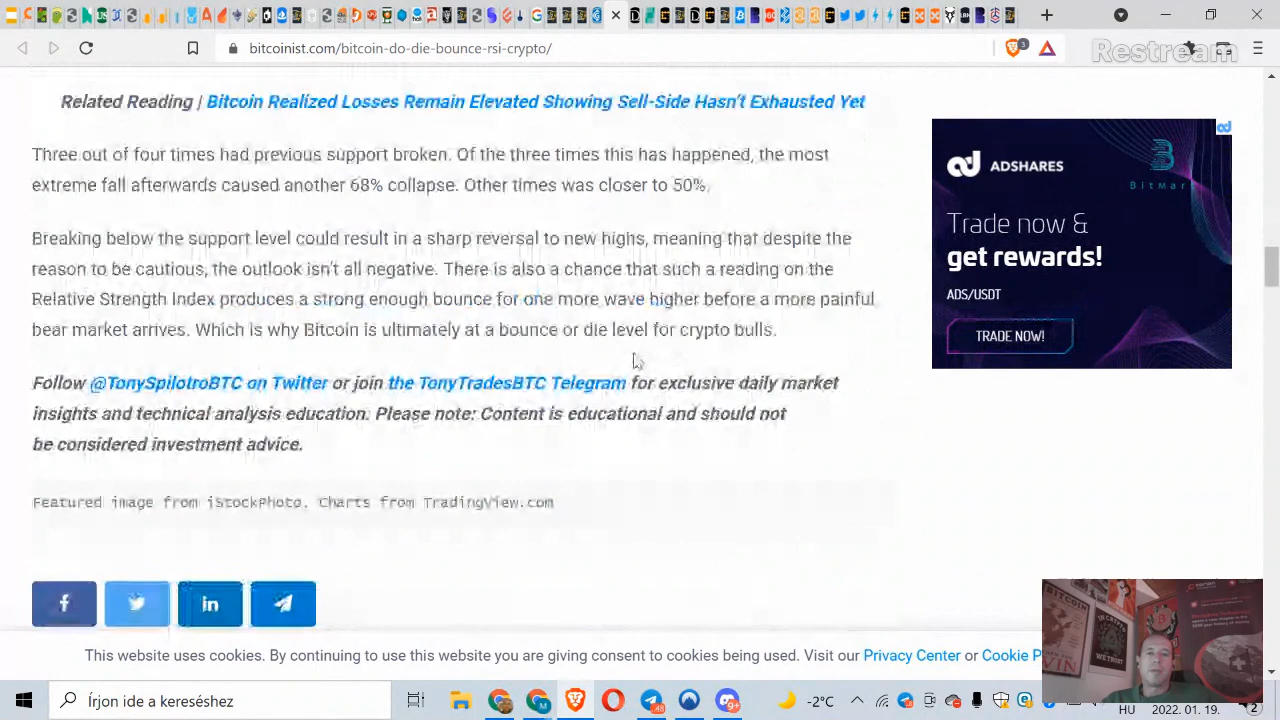 bitcoinist.com/bitcoin-do-die-bounce-rsi-crypto/
3
Restream
Related Reading | Bitcoin Realized Losses Remain Elevated Showing Sell-Side Hasn't Exhausted Yet
Three out of four times had previous support broken. Of the three times this has happened, the most
extreme fall afterwards caused another 68% collapse. Other times was closer to 50%.
Breaking below the support level could result in a sharp reversal to new highs, meaning that despite the
reason to be cautious, the outlook isn't all negative. There is also a chance that such a reading on the
Relative Strength Index produces a strong enough bounce for one more wave higher before a more painful
bear market arrives. Which is why Bitcoin is ultimately at a bounce or die level for crypto bulls.
Follow @TonySpilotroBTC on Twitter or join the TonyTradesBTC Telegram for exclusive daily market
insights and technical analysis education. Please note: Content is educational and should not
be considered investment advice.
Featured image from iStockPhoto. Charts from TradingView.com
ADSHARES
Trade now &
get rewards!
ADS/USDT
TRADE NOW!
This website uses cookies. By continuing to use this website you are giving consent to cookies being used. Visit our Privacy Center or Cookie P
BITCOIN
IN CRYPTO
WE TRUST
Írjon ide a kereséshez
48
9+
-2°C
HU
2022. 01. 19.